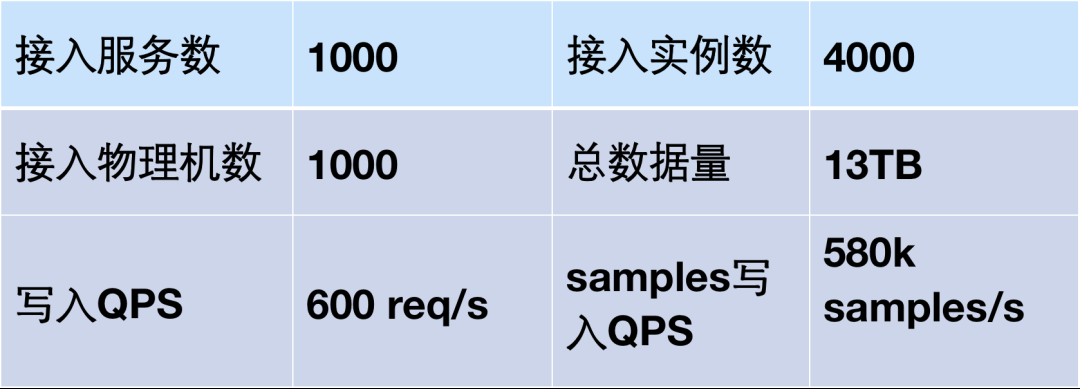 接入服务数 1000 接入实例数 4000
接入物理机数 1000 总数据量 13TB
写入QPS 600 req/s samples写
入QPS 580k
samples/s